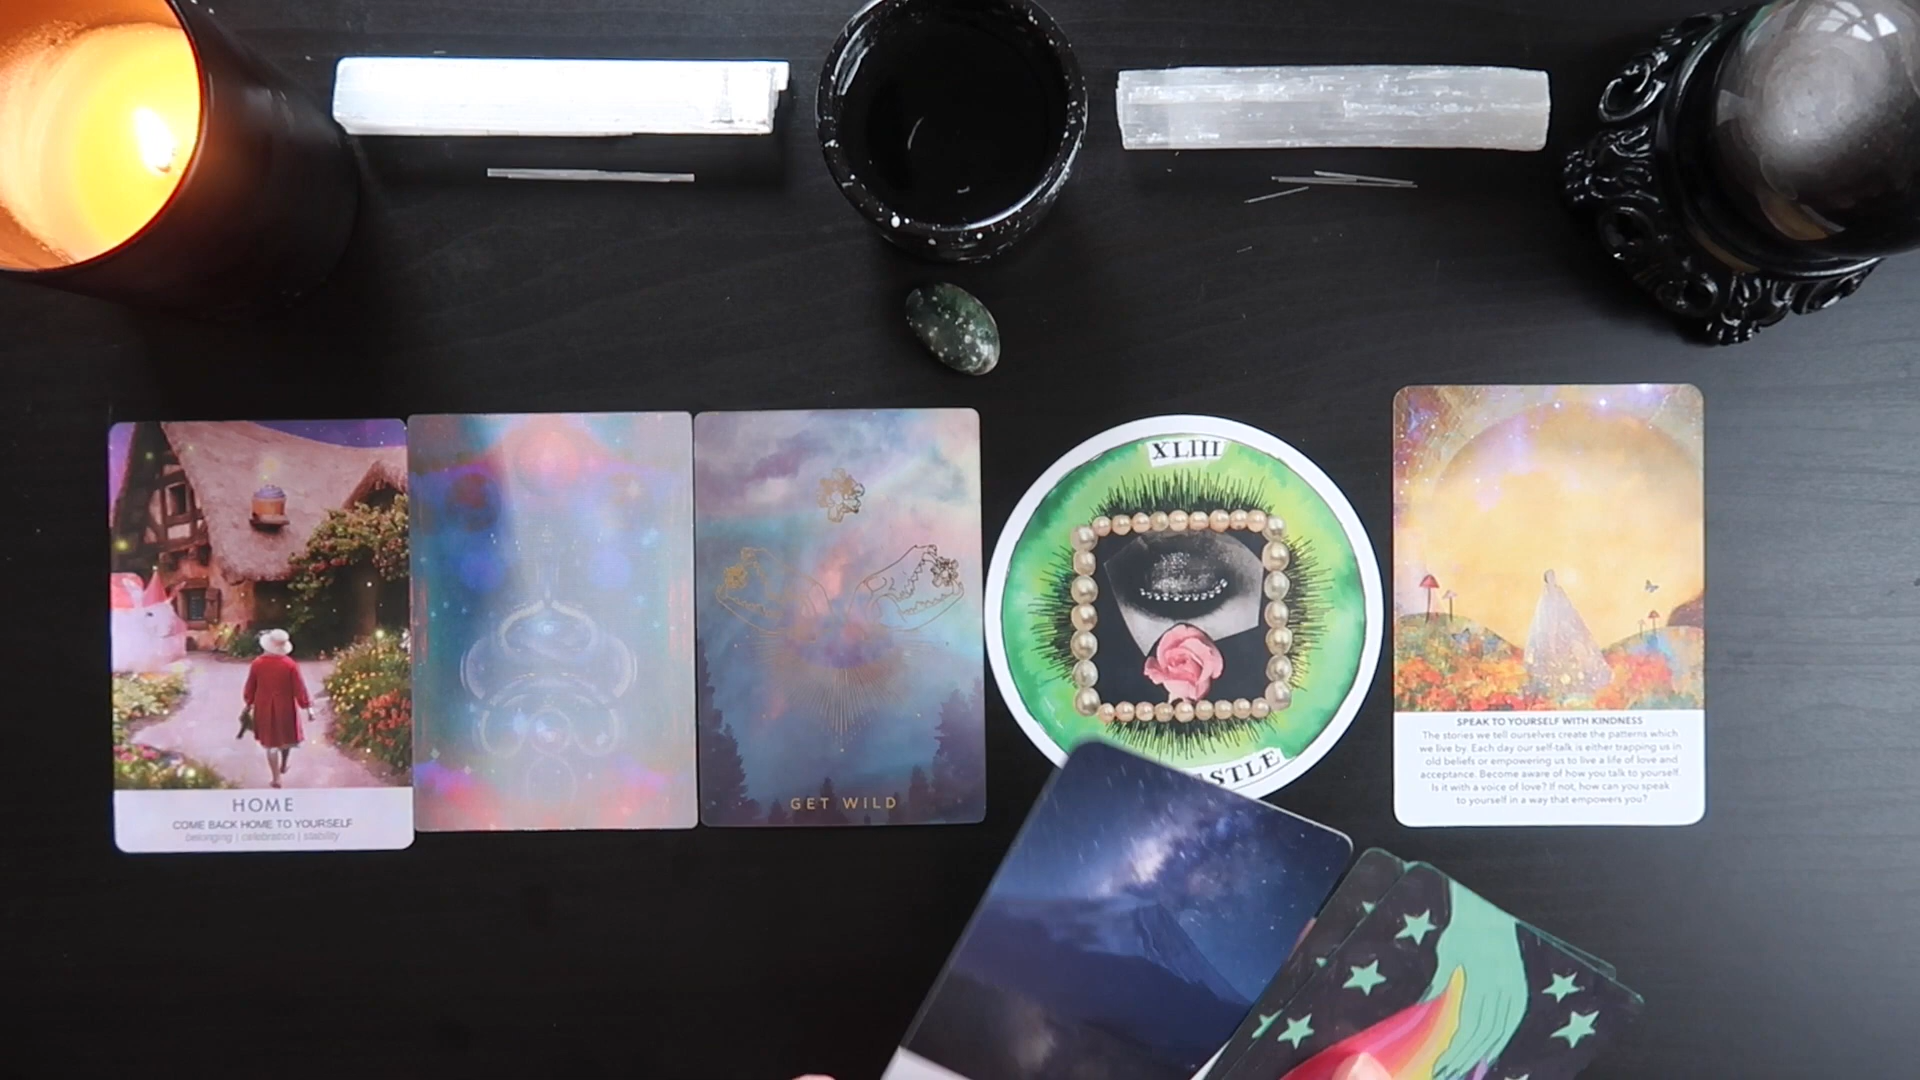 HOME
COME BACK HOME TO YOURSELF
belonging | celebration | stability
GET WILD
XLIII
STLE
SPEAK TO YOURSELF WITH KINDNESS
The stories we tell ourselves create the patterns which
we live by. Each day our self-talk is either trapping us in
old beliefs or empowering us to live a life of love and
acceptance. Become aware of how you talk to yourself.
Is it with a voice of love? If not, how can you speak
to yourself in a way that empowers you?